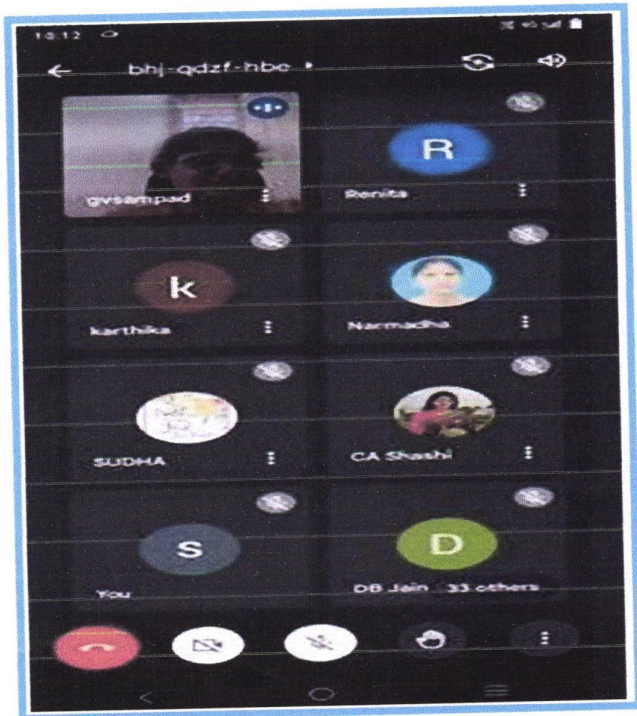 10:12
bhj-qdzf-hbc
R
gvsampad
Renita
k
karthika
Narmadha
SUDHA
CA Shashi
S
D
You
DB Jain 33 others